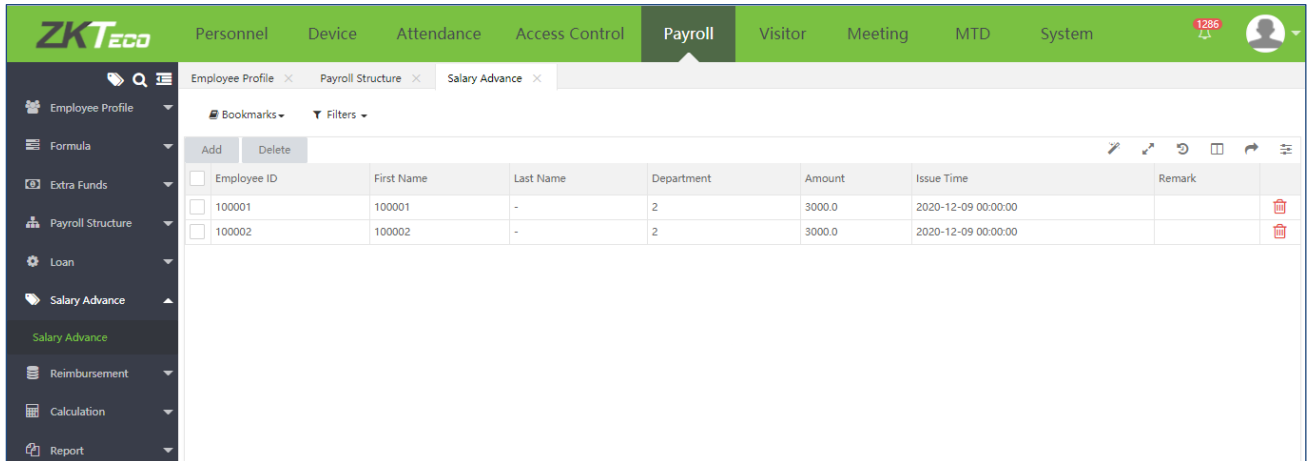 ZKTECO Personnel Device Attendance Access Control Payroll Visitor Meeting MTD System 1286
Employee Profile Payroll Structure Salary Advance
Employee Profile
Formula
Extra Funds
Payroll Structure
Loan
Salary Advance
Salary Advance
Reimbursement
Calculation
Report
Bookmarks Filters
Add Delete
Employee ID First Name Last Name Department Amount Issue Time Remark
100001 100001 - 2 3000.0 2020-12-09 00:00:00
100002 100002 - 2 3000.0 2020-12-09 00:00:00